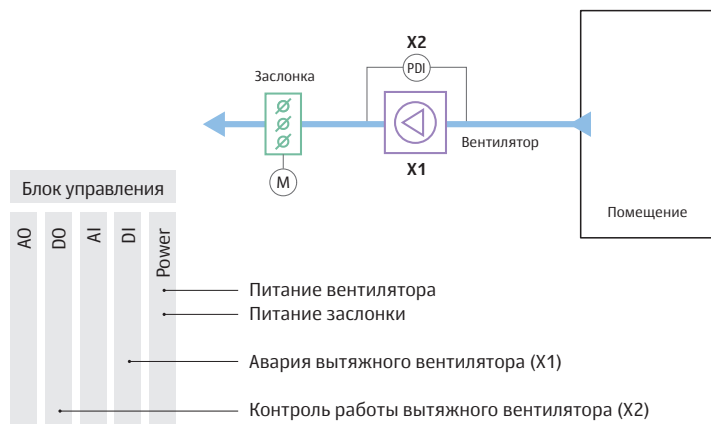 X2
PDI
Заслонка
Вентилятор
X1
M
Помещение
Блок управления
AO
DO
AI
DI
Power
Питание вентилятора
Питание заслонки
Авария вытяжного вентилятора (X1)
Контроль работы вытяжного вентилятора (X2)